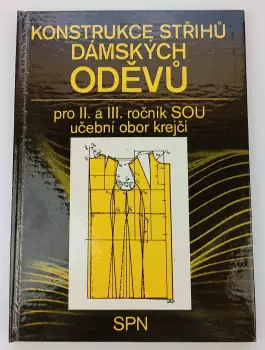 KONSTRUKCE STŘIHŮ
DÁMSKÝCH
ODĚVŮ
pro II. a III. ročník SOU
učební obor krejčí
SPN